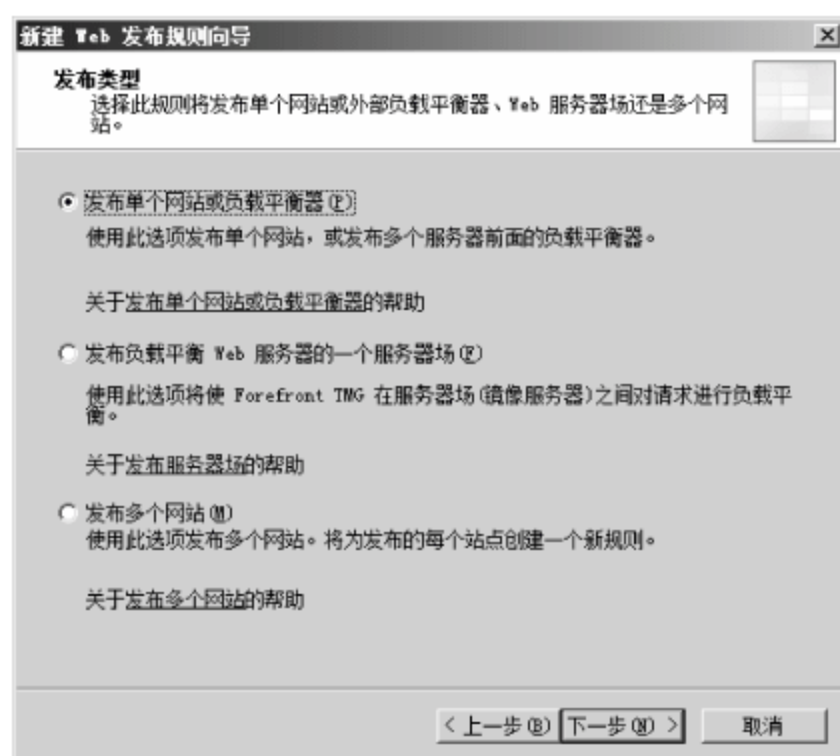 新建 Web 发布规则向导
发布类型
选择此规则将发布单个网站或外部负载平衡器、Web 服务器场还是多个网
站。
发布单个网站或负载平衡器(P)
使用此选项发布单个网站，或发布多个服务器前面的负载平衡器。
关于发布单个网站或负载平衡器的帮助
发布负载平衡 Web 服务器的一个服务器场(F)
使用此选项将使 Forefront TMG 在服务器场(镜像服务器)之间对请求进行负载平
衡。
关于发布服务器场的帮助
发布多个网站(M)
使用此选项发布多个网站。将为发布的每个站点创建一个新规则。
关于发布多个网站的帮助
< 上一步(B) 下一步(N) > 取消